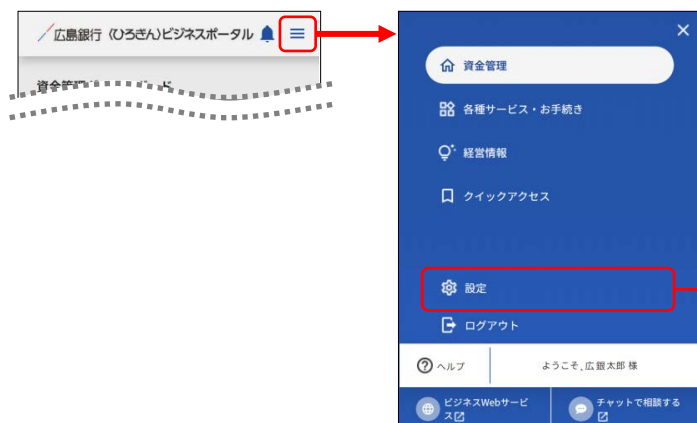 広島銀行 〈ひろぎん〉ビジネスポータル
資金管理
資金管理
各種サービス・お手続き
経営情報
クイックアクセス
設定
ログアウト
ヘルプ
ようこそ、広銀太郎 様
ビジネスWebサービ
ス
チャットで相談する